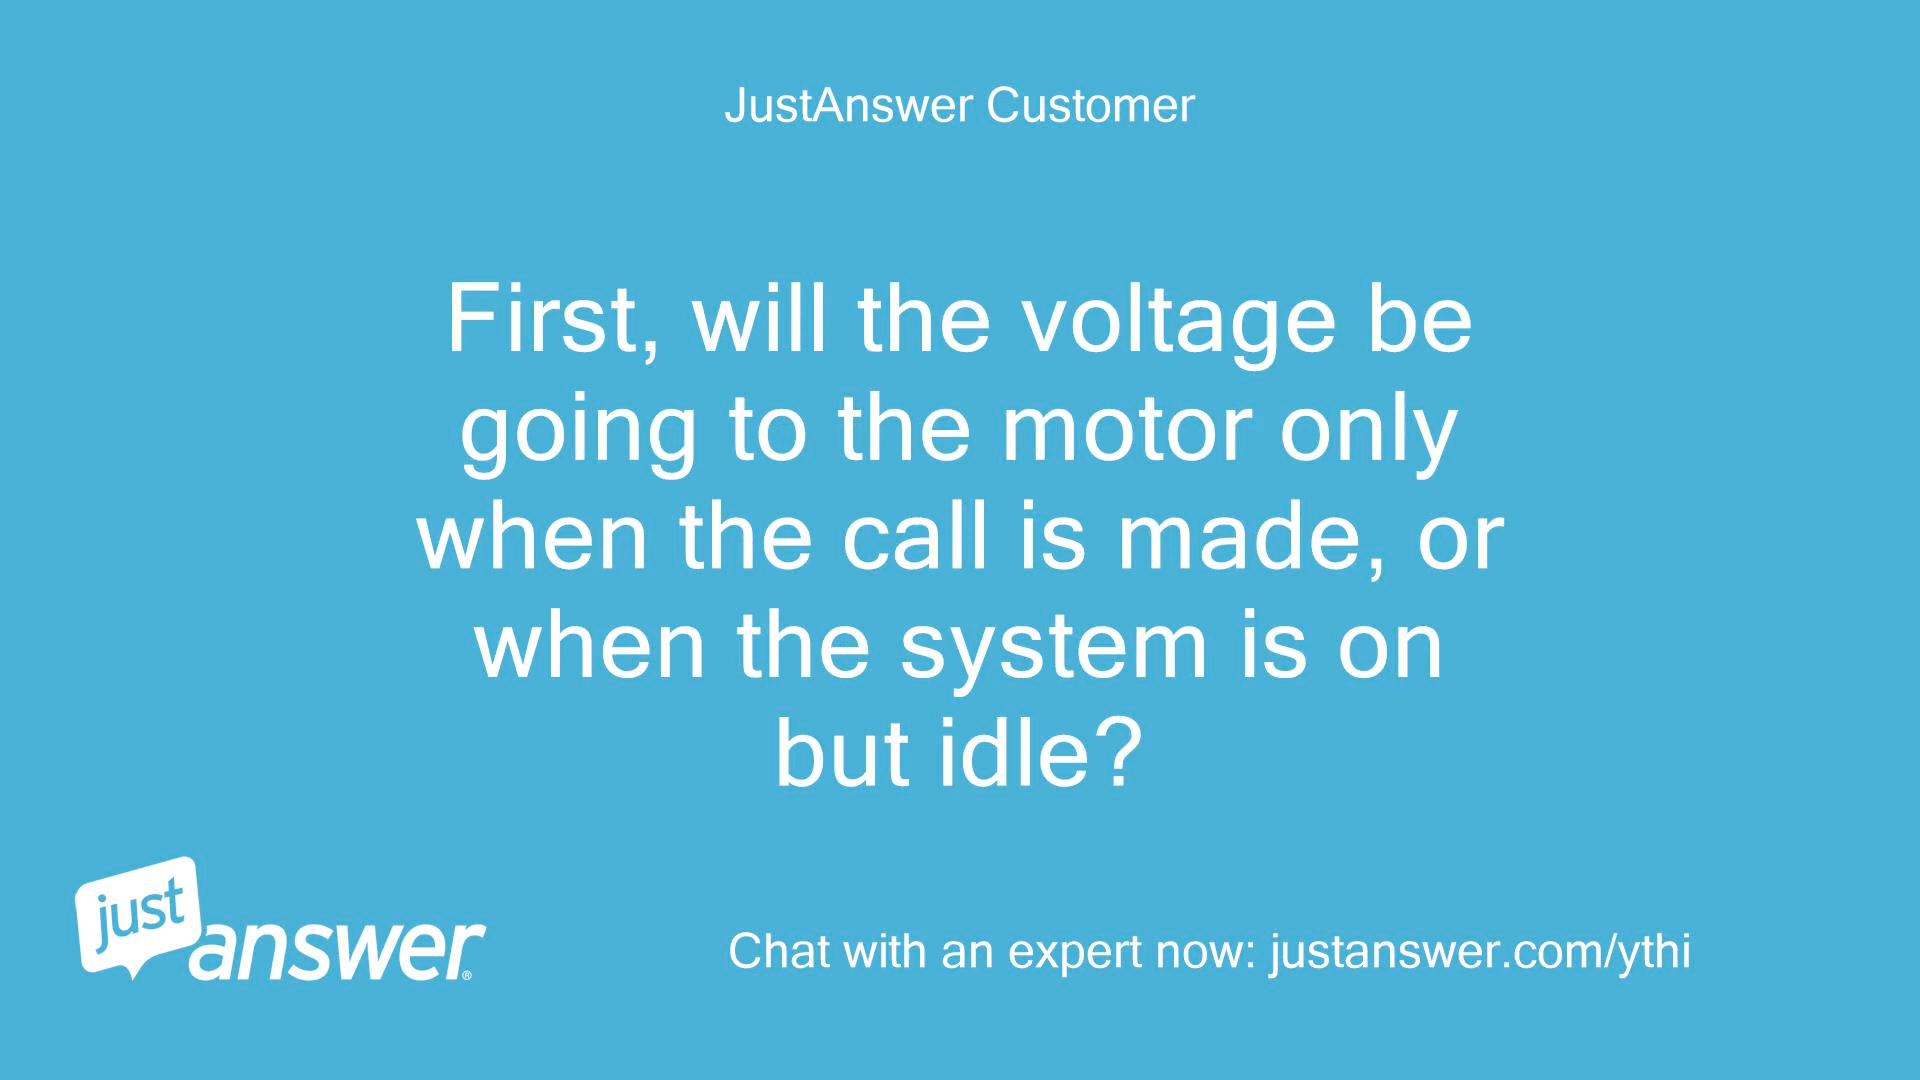 JustAnswer Customer
First, will the voltage be
going to the motor only
when the call is made, or
when the system is on
but idle?
just
answer®
Chat with an expert now: justanswer.com/ythi